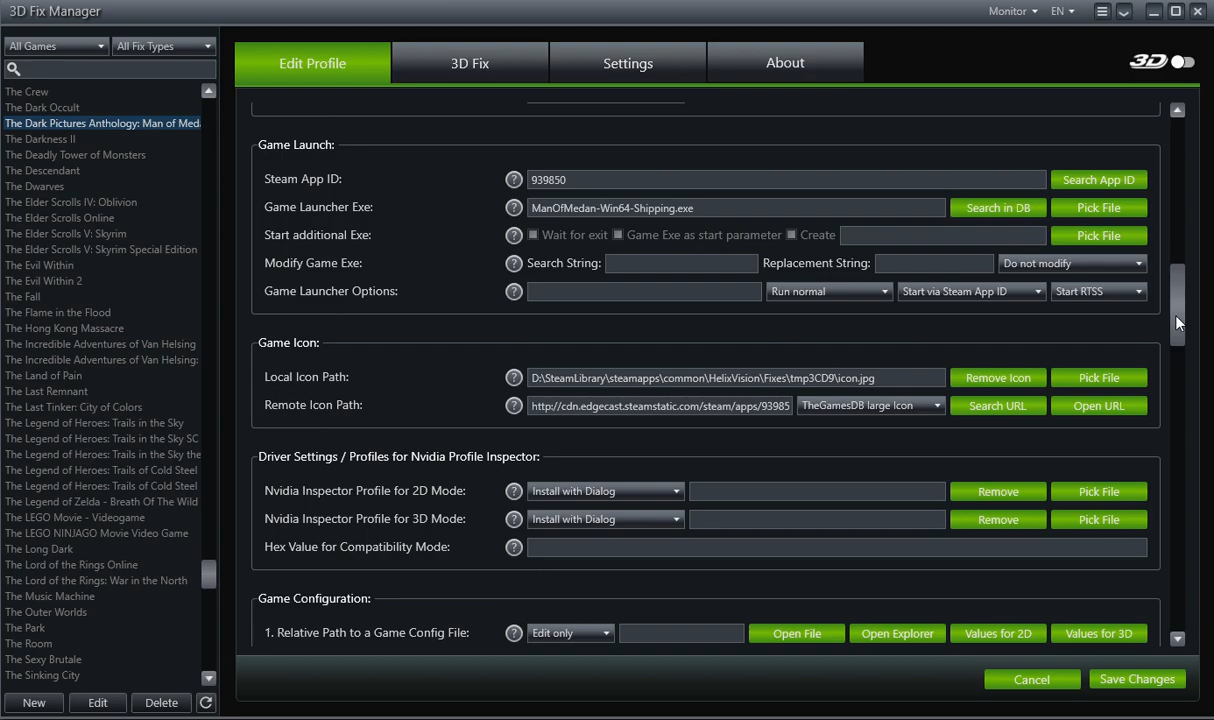 3D Fix Manager
Monitor EN
All Games All Fix Types
The Crew
The Dark Occult
The Dark Pictures Anthology: Man of Med
The Darkness II
The Deadly Tower of Monsters
The Descendant
The Dwarves
The Elder Scrolls IV: Oblivion
The Elder Scrolls Online
The Elder Scrolls V: Skyrim
The Elder Scrolls V: Skyrim Special Edition
The Evil Within
The Evil Within 2
The Fall
The Flame in the Flood
The Hong Kong Massacre
The Incredible Adventures of Van Helsing
The Incredible Adventures of Van Helsing:
The Land of Pain
The Last Remnant
The Last Tinker: City of Colors
The Legend of Heroes: Trails in the Sky
The Legend of Heroes: Trails in the Sky SC
The Legend of Heroes: Trails in the Sky the
The Legend of Heroes: Trails of Cold Steel
The Legend of Heroes: Trails of Cold Steel
The Legend of Zelda - Breath Of The Wild
The LEGO Movie - Videogame
The LEGO NINJAGO Movie Video Game
The Long Dark
The Lord of the Rings Online
The Lord of the Rings: War in the North
The Music Machine
The Outer Worlds
The Park
The Room
The Sexy Brutale
The Sinking City
New Edit Delete
Edit Profile 3D Fix Settings About
3D
Game Launch:
Steam App ID: ? 939850 Search App ID
Game Launcher Exe: ? ManOfMedan-Win64-Shipping.exe Search in DB Pick File
Start additional Exe: ? Wait for exit Game Exe as start parameter Create Pick File
Modify Game Exe: ? Search String: Replacement String: Do not modify
Game Launcher Options: ? Run normal Start via Steam App ID Start RTSS
Game Icon:
Local Icon Path: ? D:\SteamLibrary\steamapps\common\HelixVision\Fixes\tmp3CD9\icon.jpg Remove Icon Pick File
Remote Icon Path: ? http://cdn.edgecast.steamstatic.com/steam/apps/93985 TheGamesDB large Icon Search URL Open URL
Driver Settings / Profiles for Nvidia Profile Inspector:
Nvidia Inspector Profile for 2D Mode: ? Install with Dialog Remove Pick File
Nvidia Inspector Profile for 3D Mode: ? Install with Dialog Remove Pick File
Hex Value for Compatibility Mode: ?
Game Configuration:
1. Relative Path to a Game Config File: ? Edit only Open File Open Explorer Values for 2D Values for 3D
Cancel Save Changes